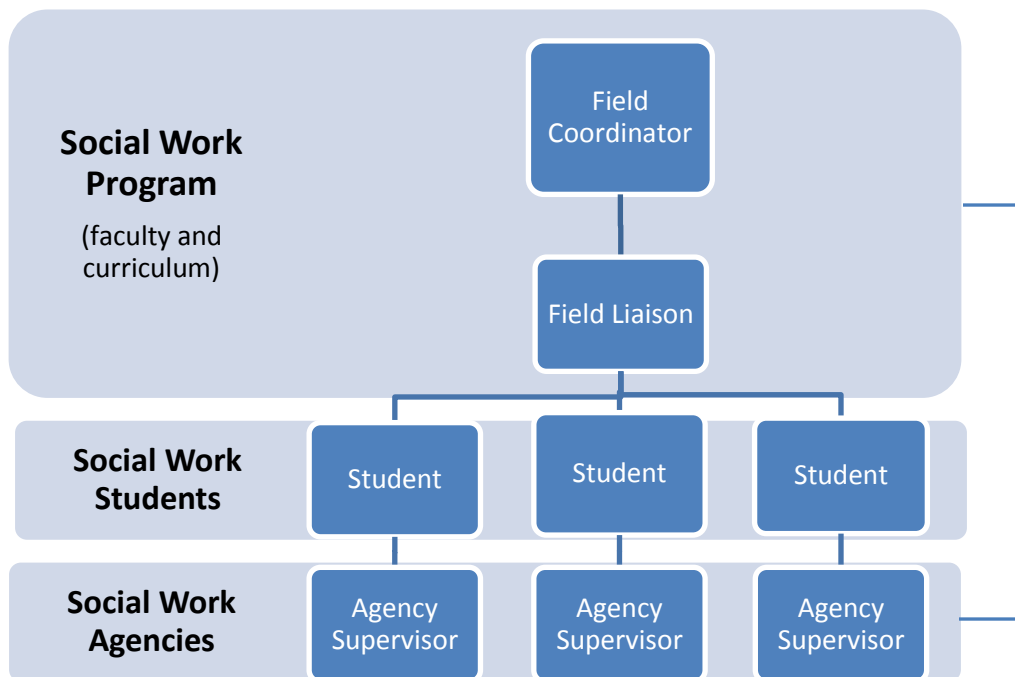 Social Work
Program
(faculty and
curriculum)
Field
Coordinator
Field Liaison
Social Work
Students
Student
Student
Student
Social Work
Agencies
Agency
Supervisor
Agency
Supervisor
Agency
Supervisor